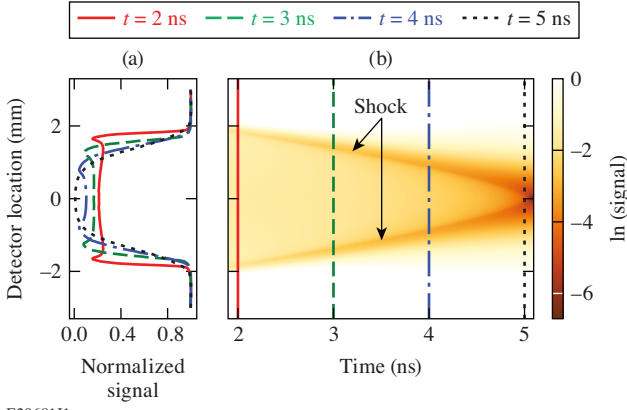 t = 2 ns t = 3 ns t = 4 ns t = 5 ns
(a) (b)
Detector location (mm)
2
0
–2
0.0 0.4 0.8
Normalized
signal
Shock
2 3 4 5
Time (ns)
0
–2
–4
–6
ln (signal)